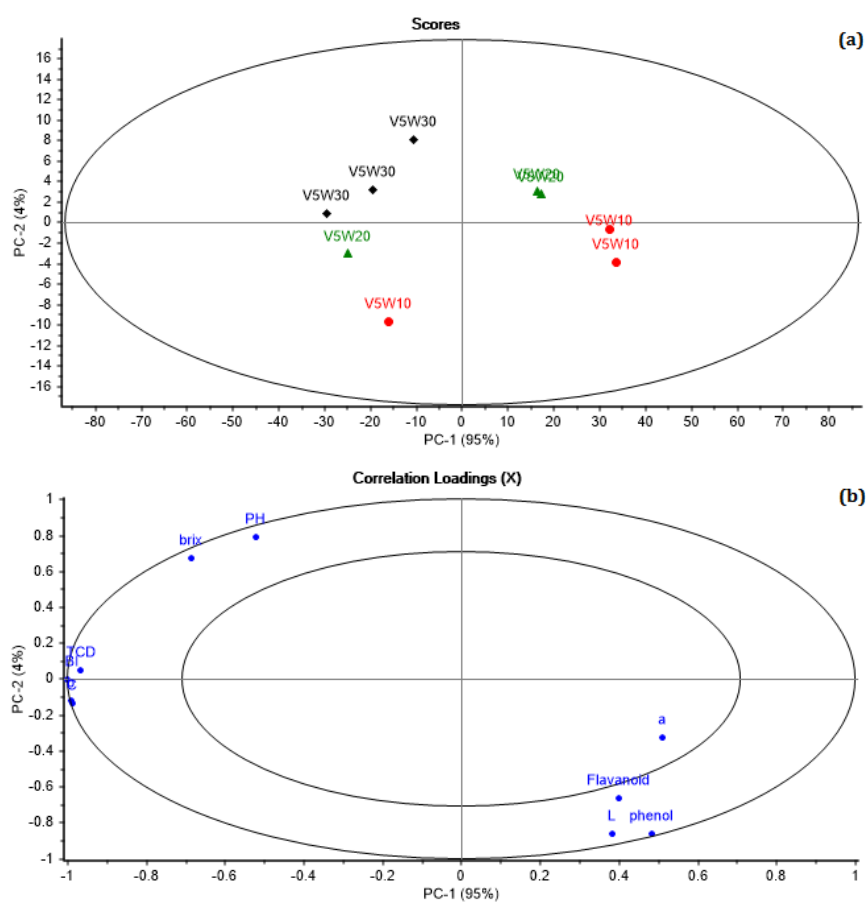 Scores
(a)
16
14
12
10
8
6
4
2
0
-2
-4
-6
-8
-10
-12
-14
-16
PC-2 (4%)
V5W30
V5W30
V5W30
V5W20
V5W20
V5W20
V5W10
V5W10
V5W10
-80 -70 -60 -50 -40 -30 -20 -10 0 10 20 30 40 50 60 70 80
PC-1 (95%)
Correlation Loadings (X)
(b)
1
0.8
0.6
0.4
0.2
0
-0.2
-0.4
-0.6
-0.8
-1
PC-2 (4%)
PH
brix
TCD
BI
a
Flavanoid
L phenol
-1 -0.8 -0.6 -0.4 -0.2 0 0.2 0.4 0.6 0.8 1
PC-1 (95%)